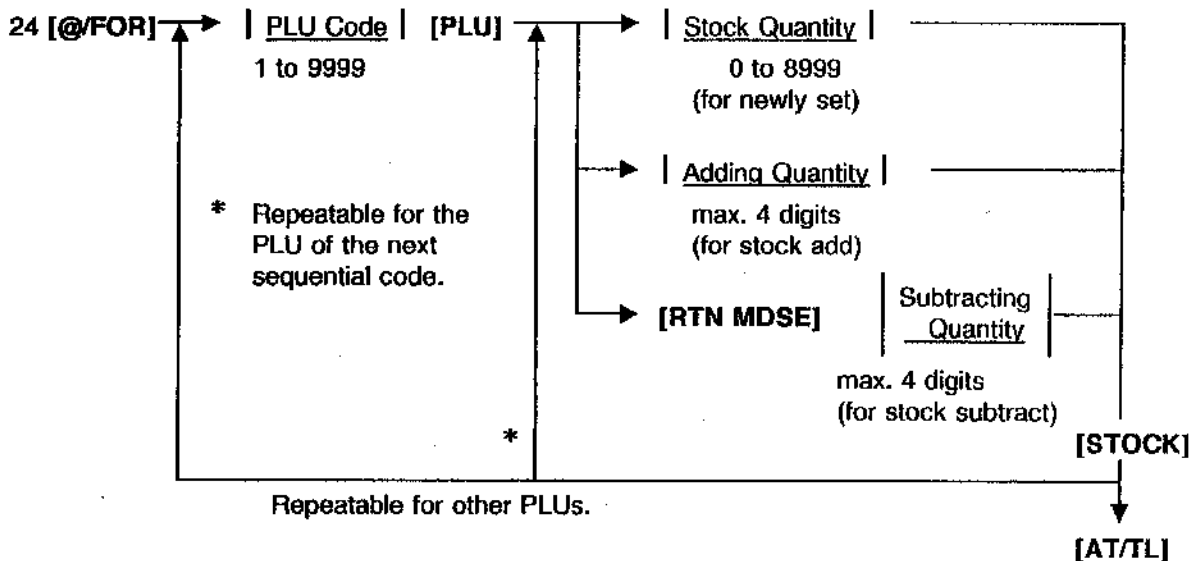 24 [@/FOR] | PLU Code | [PLU] | Stock Quantity |
1 to 9999
0 to 8999
(for newly set)
| Adding Quantity |
* Repeatable for the
PLU of the next
sequential code.
max. 4 digits
(for stock add)
[RTN MDSE]
Subtracting
Quantity
max. 4 digits
(for stock subtract)
*
[STOCK]
Repeatable for other PLUs.
[AT/TL]